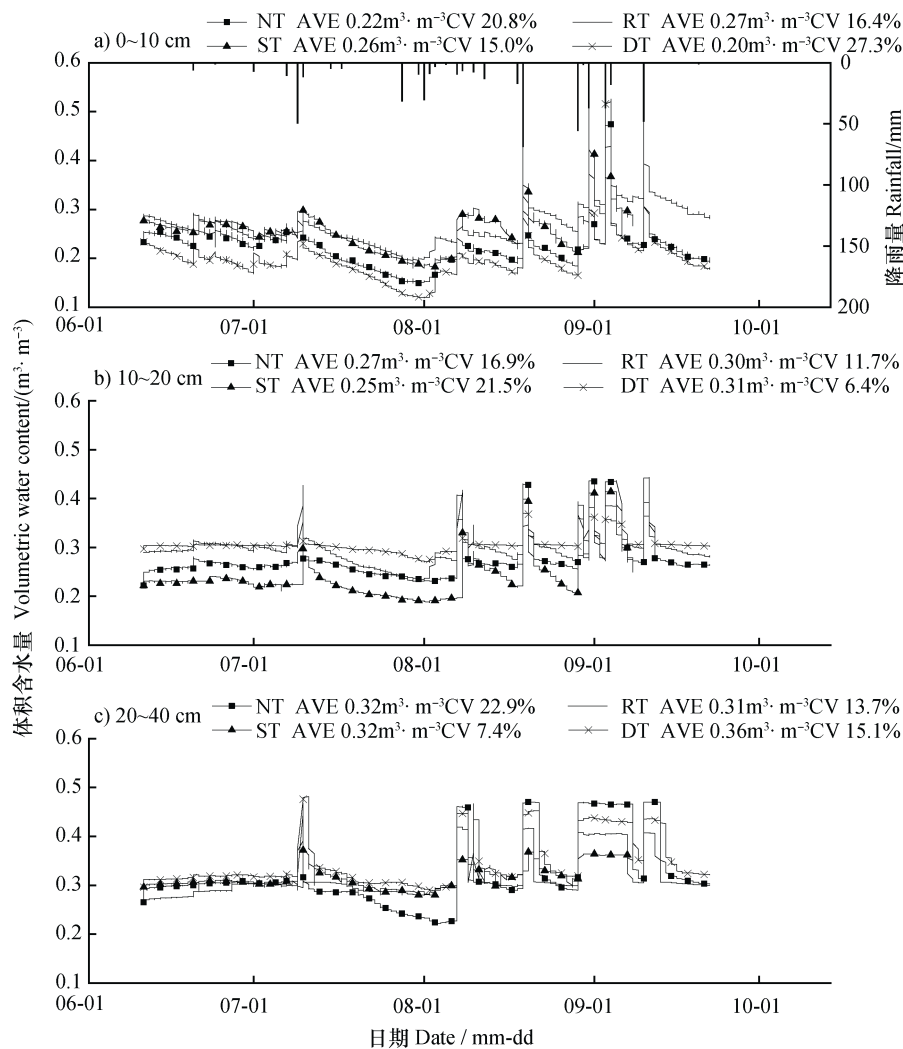 NT AVE 0.22m³· m⁻³CV 20.8% RT AVE 0.27m³· m⁻³CV 16.4%
a) 0~10 cm ST AVE 0.26m³· m⁻³CV 15.0% DT AVE 0.20m³· m⁻³CV 27.3%
0.6 0
0.5 50
0.4 100
0.3
0.2 150
0.1 200
降雨量 Rainfall/mm
06-01 07-01 08-01 09-01 10-01
NT AVE 0.27m³· m⁻³CV 16.9% RT AVE 0.30m³· m⁻³CV 11.7%
b) 10~20 cm ST AVE 0.25m³· m⁻³CV 21.5% DT AVE 0.31m³· m⁻³CV 6.4%
0.6
0.5
0.4
0.3
0.2
0.1
体积含水量 Volumetric water content/(m³· m⁻³)
06-01 07-01 08-01 09-01 10-01
NT AVE 0.32m³· m⁻³CV 22.9% RT AVE 0.31m³· m⁻³CV 13.7%
c) 20~40 cm ST AVE 0.32m³· m⁻³CV 7.4% DT AVE 0.36m³· m⁻³CV 15.1%
0.6
0.5
0.4
0.3
0.2
0.1
06-01 07-01 08-01 09-01 10-01
日期 Date / mm-dd